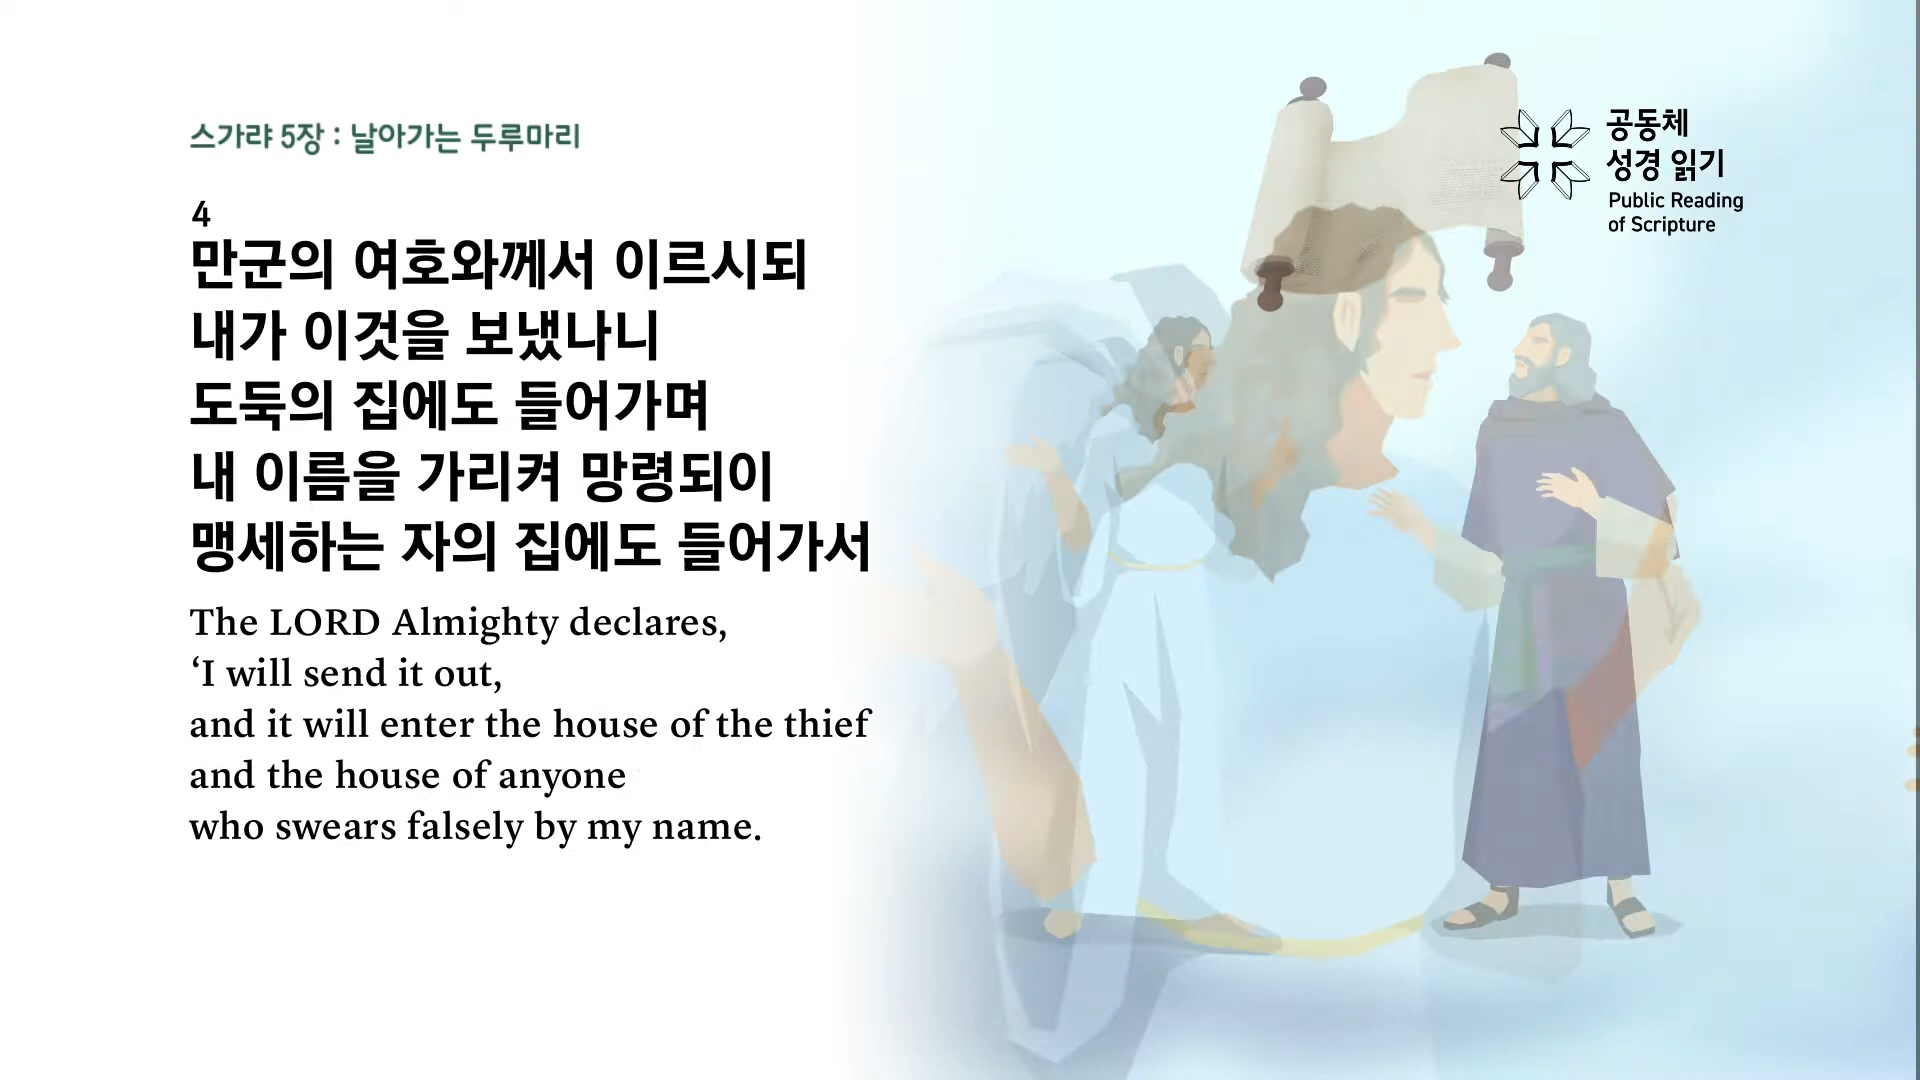 스가랴 5장 : 날아가는 두루마리
4
만군의 여호와께서 이르시되
내가 이것을 보냈나니
도둑의 집에도 들어가며
내 이름을 가리켜 망령되이
맹세하는 자의 집에도 들어가서
The LORD Almighty declares,
‘I will send it out,
and it will enter the house of the thief
and the house of anyone
who swears falsely by my name.
공동체
성경 읽기
Public Reading
of Scripture